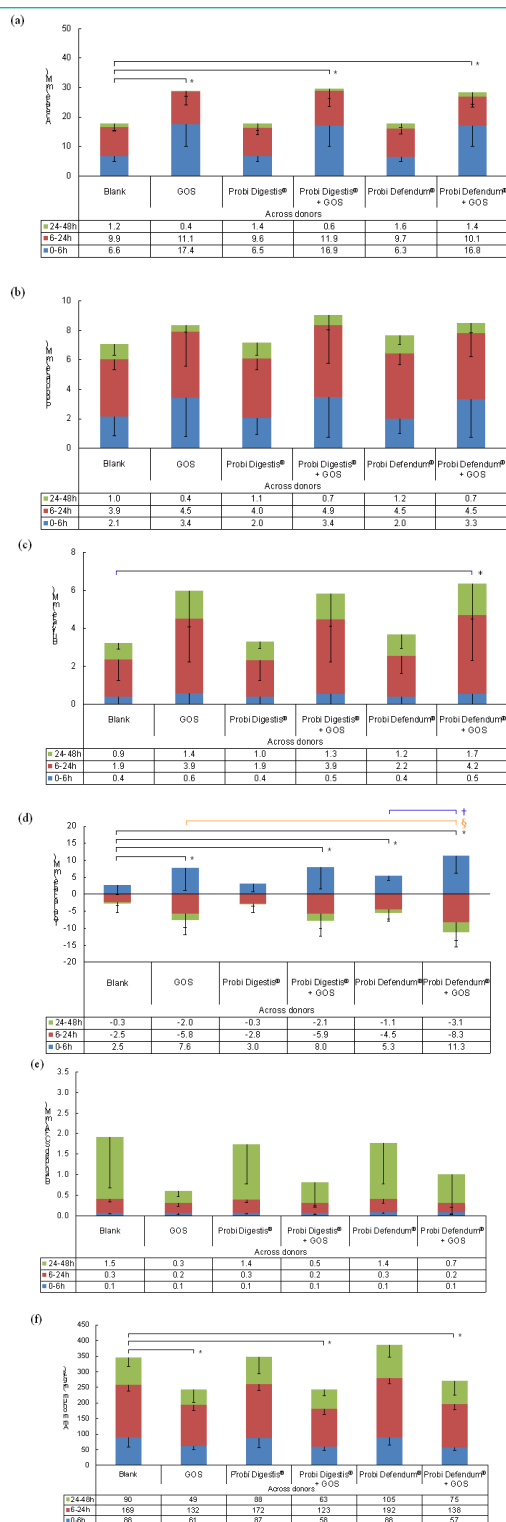 (a)
50
40
30
20
10
0
*
*
*
Blank GOS Probi Digestis® Probi Digestis® + GOS Probi Defendum® Probi Defendum® + GOS
Across donors
24-48h 1.2 0.4 1.4 0.6 1.6 1.4
6-24h 9.9 11.1 9.6 11.9 9.7 10.1
0-6h 6.6 17.4 6.5 16.9 6.3 16.8
(b)
10
8
6
4
2
0
Blank GOS Probi Digestis® Probi Digestis® + GOS Probi Defendum® Probi Defendum® + GOS
Across donors
24-48h 1.0 0.4 1.1 0.7 1.2 0.7
6-24h 3.9 4.5 4.0 4.9 4.5 4.5
0-6h 2.1 3.4 2.0 3.4 2.0 3.3
(c)
8
6
4
2
0
Blank GOS Probi Digestis® Probi Digestis® + GOS Probi Defendum® Probi Defendum® + GOS
Across donors
24-48h 0.9 1.4 1.0 1.3 1.2 1.7
6-24h 1.9 3.9 1.9 3.9 2.2 4.2
0-6h 0.4 0.6 0.4 0.5 0.4 0.5
(d)
20
15
10
5
0
-5
-10
-15
-20
†
§
*
*
*
*
Blank GOS Probi Digestis® Probi Digestis® + GOS Probi Defendum® Probi Defendum® + GOS
Across donors
24-48h -0.3 -2.0 -0.3 -2.1 -1.1 -3.1
6-24h -2.5 -5.8 -2.8 -5.9 -4.5 -8.3
0-6h 2.5 7.6 3.0 8.0 5.3 11.3
(e)
3.5
3.0
2.5
2.0
1.5
1.0
0.5
0.0
Blank GOS Probi Digestis® Probi Digestis® + GOS Probi Defendum® Probi Defendum® + GOS
Across donors
24-48h 1.5 0.3 1.4 0.5 1.4 0.7
6-24h 0.3 0.2 0.3 0.2 0.3 0.2
0-6h 0.1 0.1 0.1 0.1 0.1 0.1
(f)
450
400
350
300
250
200
150
100
50
0
*
*
*
Blank GOS Probi Digestis® Probi Digestis® + GOS Probi Defendum® Probi Defendum® + GOS
Across donors
24-48h 90 49 88 63 105 75
6-24h 169 132 172 123 192 138
0-6h 61 87 58 57